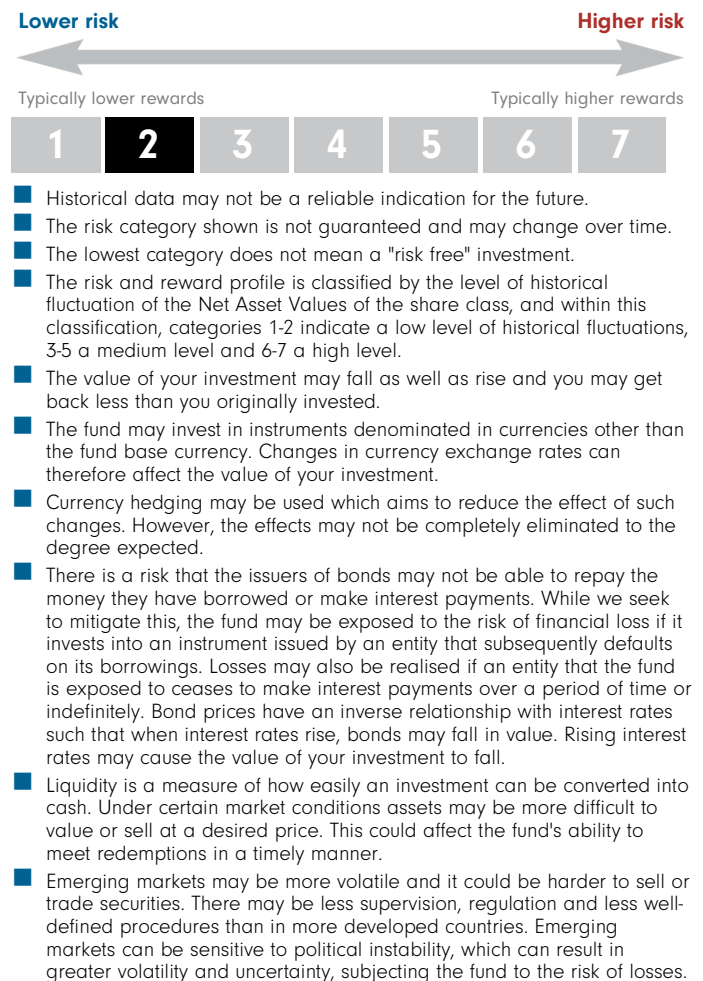 Lower risk Higher risk
Typically lower rewards Typically higher rewards
1 2 3 4 5 6 7
Historical data may not be a reliable indication for the future.
The risk category shown is not guaranteed and may change over time.
The lowest category does not mean a "risk free" investment.
The risk and reward profile is classified by the level of historical
fluctuation of the Net Asset Values of the share class, and within this
classification, categories 1-2 indicate a low level of historical fluctuations,
3-5 a medium level and 6-7 a high level.
The value of your investment may fall as well as rise and you may get
back less than you originally invested.
The fund may invest in instruments denominated in currencies other than
the fund base currency. Changes in currency exchange rates can
therefore affect the value of your investment.
Currency hedging may be used which aims to reduce the effect of such
changes. However, the effects may not be completely eliminated to the
degree expected.
There is a risk that the issuers of bonds may not be able to repay the
money they have borrowed or make interest payments. While we seek
to mitigate this, the fund may be exposed to the risk of financial loss if it
invests into an instrument issued by an entity that subsequently defaults
on its borrowings. Losses may also be realised if an entity that the fund
is exposed to ceases to make interest payments over a period of time or
indefinitely. Bond prices have an inverse relationship with interest rates
such that when interest rates rise, bonds may fall in value. Rising interest
rates may cause the value of your investment to fall.
Liquidity is a measure of how easily an investment can be converted into
cash. Under certain market conditions assets may be more difficult to
value or sell at a desired price. This could affect the fund's ability to
meet redemptions in a timely manner.
Emerging markets may be more volatile and it could be harder to sell or
trade securities. There may be less supervision, regulation and less well-
defined procedures than in more developed countries. Emerging
markets can be sensitive to political instability, which can result in
greater volatility and uncertainty, subjecting the fund to the risk of losses.